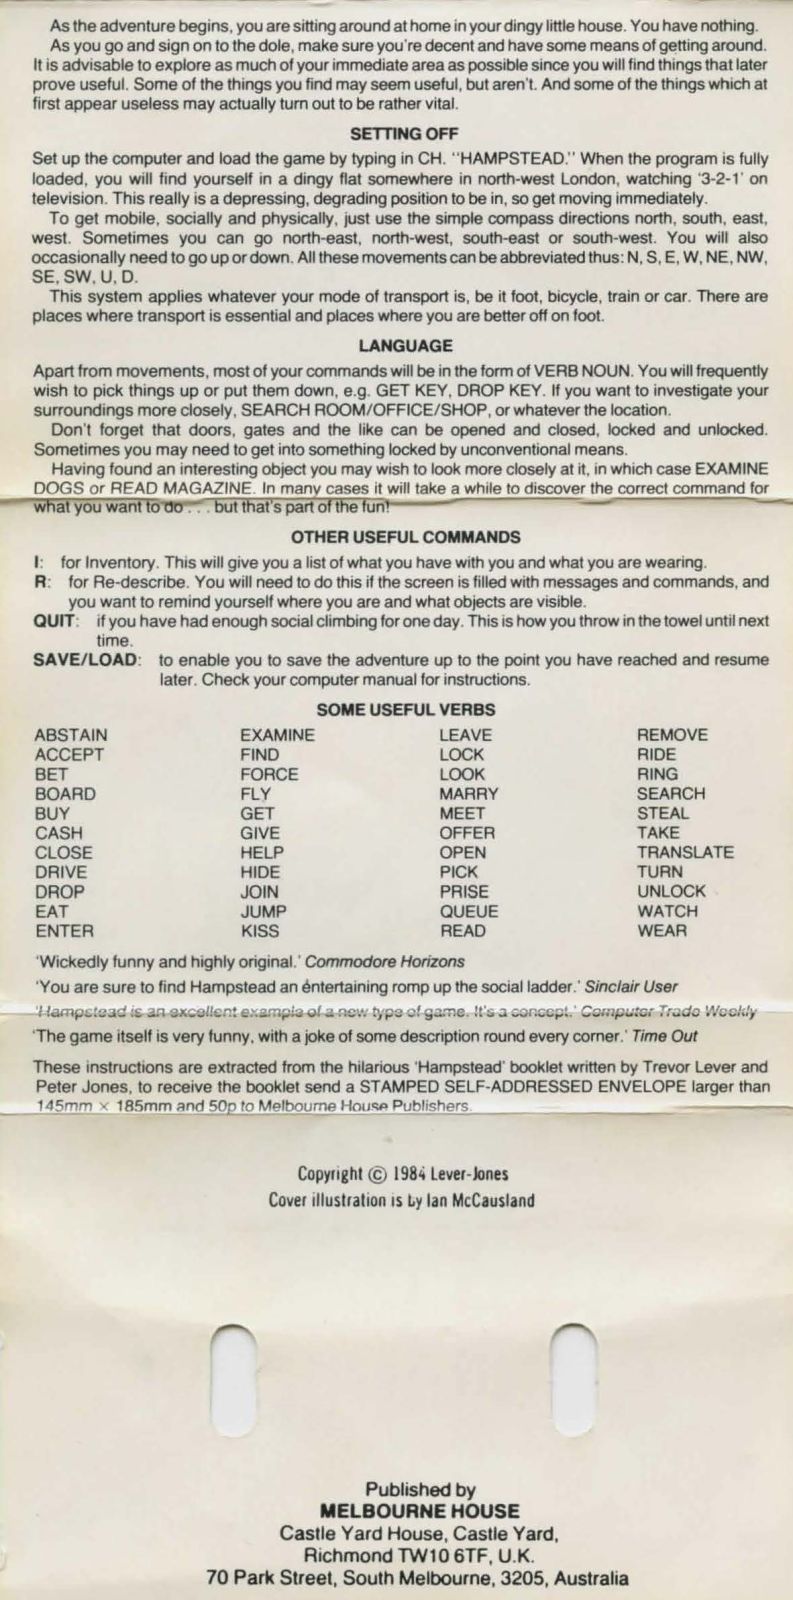 As the adventure begins, you are sitting around at home in your dingy little house. You have nothing.
As you go and sign on to the dole, make sure you're decent and have some means of getting around.
It is advisable to explore as much of your immediate area as possible since you will find things that later
prove useful. Some of the things you find may seem useful, but aren't. And some of the things which at
first appear useless may actually turn out to be rather vital.
SETTING OFF
Set up the computer and load the game by typing in CH. "HAMPSTEAD." When the program is fully
loaded, you will find yourself in a dingy flat somewhere in north-west London, watching '3-2-1' on
television. This really is a depressing, degrading position to be in, so get moving immediately.
To get mobile, socially and physically, just use the simple compass directions north, south, east,
west. Sometimes you can go north-east, north-west, south-east or south-west. You will also
occasionally need to go up or down. All these movements can be abbreviated thus: N, S, E, W, NE, NW,
SE, SW, U, D.
This system applies whatever your mode of transport is, be it foot, bicycle, train or car. There are
places where transport is essential and places where you are better off on foot.
LANGUAGE
Apart from movements, most of your commands will be in the form of VERB NOUN. You will frequently
wish to pick things up or put them down, e.g. GET KEY, DROP KEY. If you want to investigate your
surroundings more closely, SEARCH ROOM/OFFICE/SHOP, or whatever the location.
Don't forget that doors, gates and the like can be opened and closed, locked and unlocked.
Sometimes you may need to get into something locked by unconventional means.
Having found an interesting object you may wish to look more closely at it, in which case EXAMINE
DOGS or READ MAGAZINE. In many cases it will take a while to discover the correct command for
what you want to do . . . but that's part of the fun!
OTHER USEFUL COMMANDS
I: for Inventory. This will give you a list of what you have with you and what you are wearing.
R: for Re-describe. You will need to do this if the screen is filled with messages and commands, and
you want to remind yourself where you are and what objects are visible.
QUIT: if you have had enough social climbing for one day. This is how you throw in the towel until next
time.
SAVE/LOAD: to enable you to save the adventure up to the point you have reached and resume
later. Check your computer manual for instructions.
SOME USEFUL VERBS
ABSTAIN EXAMINE LEAVE REMOVE
ACCEPT FIND LOCK RIDE
BET FORCE LOOK RING
BOARD FLY MARRY SEARCH
BUY GET MEET STEAL
CASH GIVE OFFER TAKE
CLOSE HELP OPEN TRANSLATE
DRIVE HIDE PICK TURN
DROP JOIN PRISE UNLOCK
EAT JUMP QUEUE WATCH
ENTER KISS READ WEAR
'Wickedly funny and highly original.' Commodore Horizons
'You are sure to find Hampstead an entertaining romp up the social ladder.' Sinclair User
'Hampstead is an excellent example of a new type of game. It's a concept.' Computer Trade Weekly
'The game itself is very funny, with a joke of some description round every corner.' Time Out
These instructions are extracted from the hilarious 'Hampstead' booklet written by Trevor Lever and
Peter Jones, to receive the booklet send a STAMPED SELF-ADDRESSED ENVELOPE larger than
145mm × 185mm and 50p to Melbourne House Publishers.
Copyright © 1984 Lever-Jones
Cover illustration is by Ian McCausland
Published by
MELBOURNE HOUSE
Castle Yard House, Castle Yard,
Richmond TW10 6TF, U.K.
70 Park Street, South Melbourne, 3205, Australia